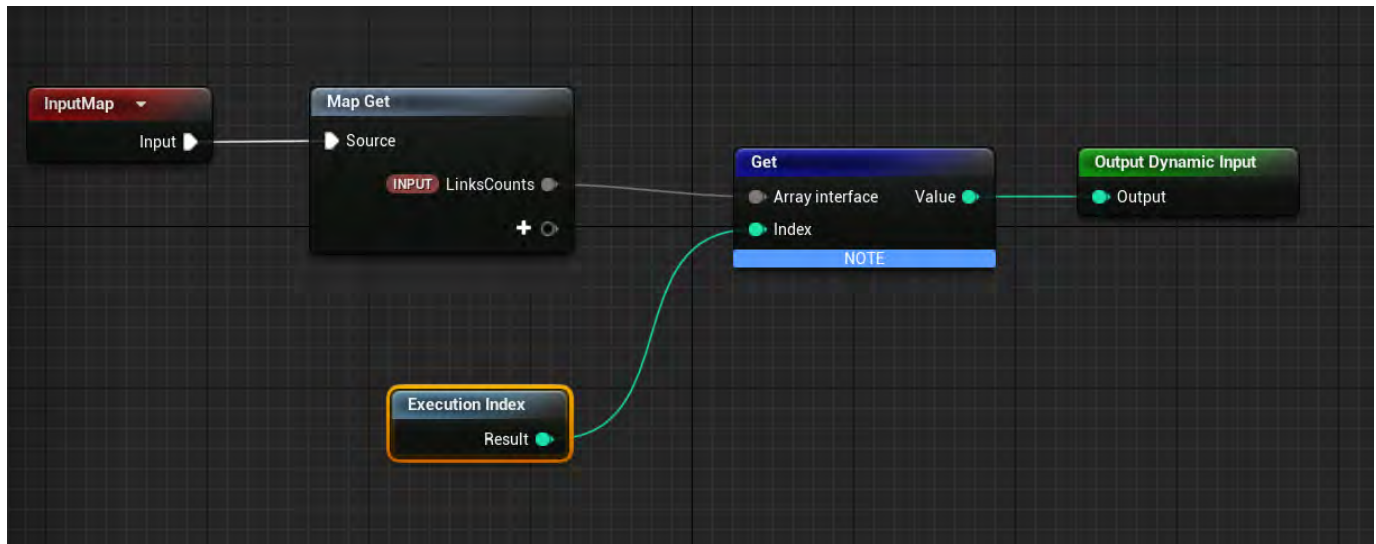 InputMap
Input
Map Get
Source
INPUT LinksCounts
Get
Array interface Value
Index
NOTE
Output Dynamic Input
Output
Execution Index
Result